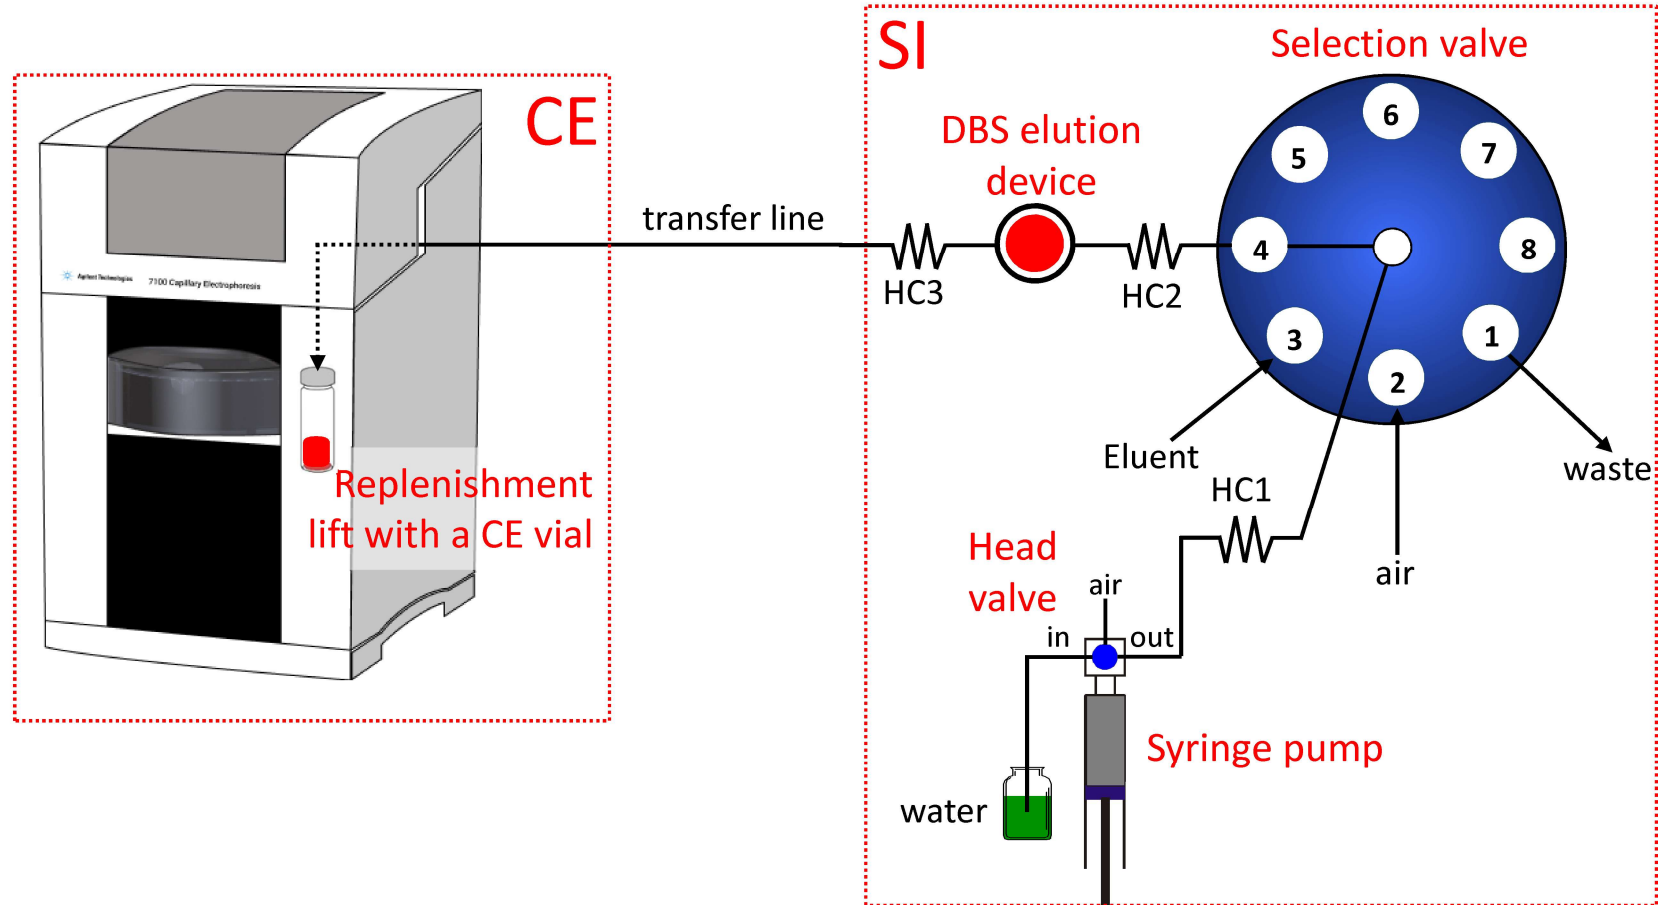 CE
Agilent Technologies
7100 Capillary Electrophoresis
Replenishment
lift with a CE vial
transfer line
SI
Selection valve
DBS elution
device
HC3
HC2
6
5
7
4
8
3
1
2
Eluent
waste
air
HC1
Head
valve
air
in
out
Syringe pump
water